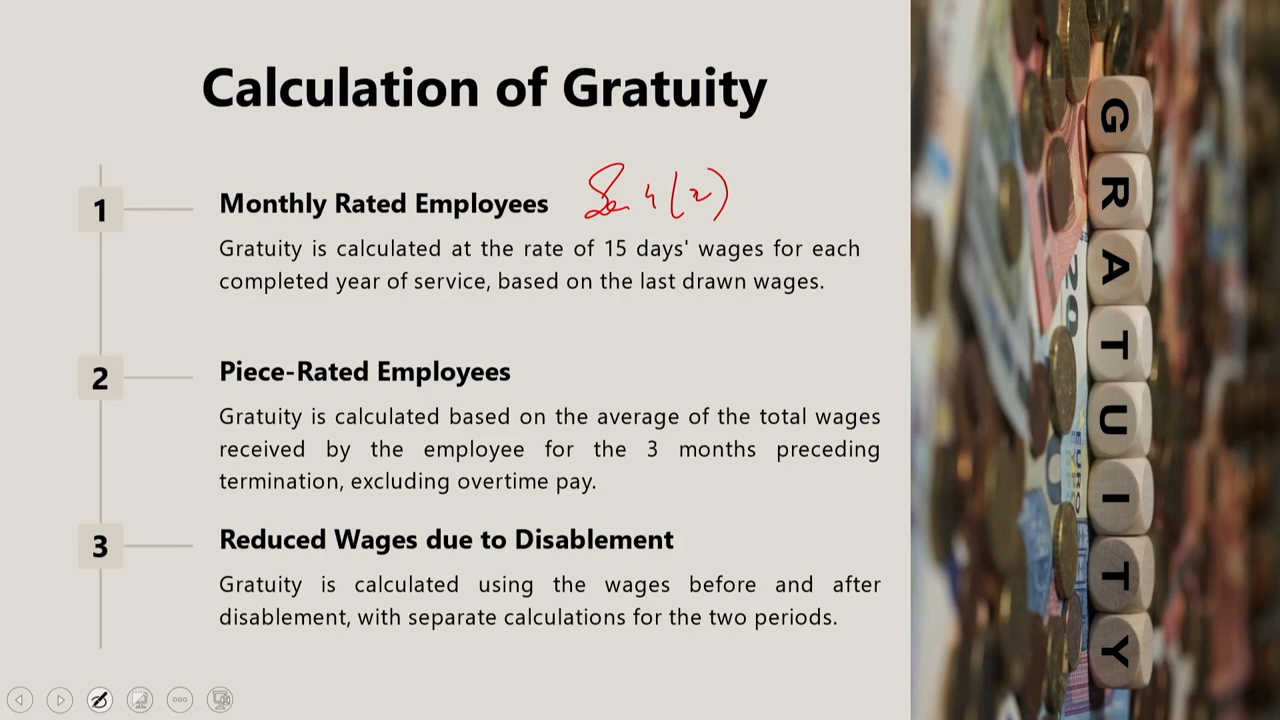 Calculation of Gratuity
1
Monthly Rated Employees Sec 4(2)
Gratuity is calculated at the rate of 15 days' wages for each
completed year of service, based on the last drawn wages.
2
Piece-Rated Employees
Gratuity is calculated based on the average of the total wages
received by the employee for the 3 months preceding
termination, excluding overtime pay.
3
Reduced Wages due to Disablement
Gratuity is calculated using the wages before and after
disablement, with separate calculations for the two periods.
GRATUITY
20
EURO